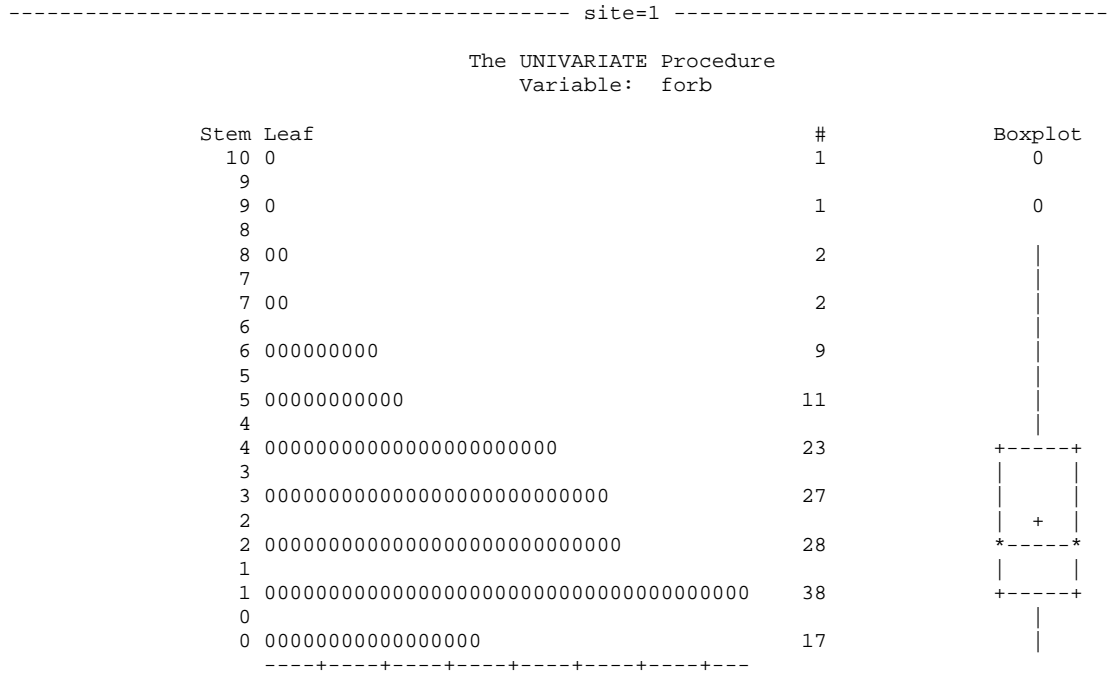 -------------------------------------------- site=1 ----------------------------------
The UNIVARIATE Procedure
Variable: forb
Stem Leaf # Boxplot
10 0 1 0
9
9 0 1 0
8
8 00 2 |
7 |
7 00 2 |
6 |
6 000000000 9 |
5 |
5 00000000000 11 |
4 |
4 00000000000000000000000 23 +-----+
3 | |
3 000000000000000000000000000 27 | |
2 | + |
2 0000000000000000000000000000 28 *-----*
1 | |
1 00000000000000000000000000000000000000 38 +-----+
0 |
0 00000000000000000 17 |
----+----+----+----+----+----+----+---